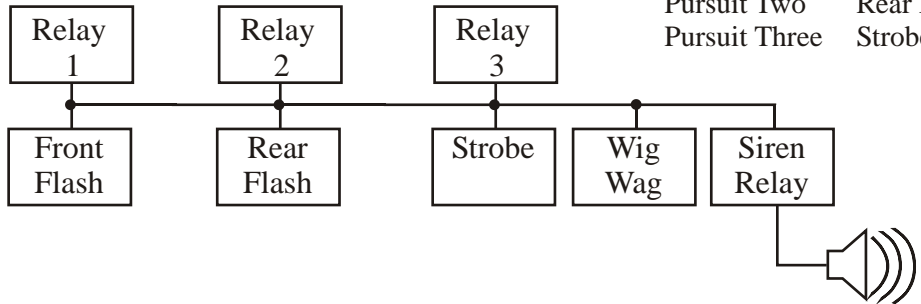 Pursuit Two Rear
Pursuit Three
Relay
1
Relay
2
Relay
3
Front
Flash
Rear
Flash
Strobe
Wig
Wag
Siren
Relay